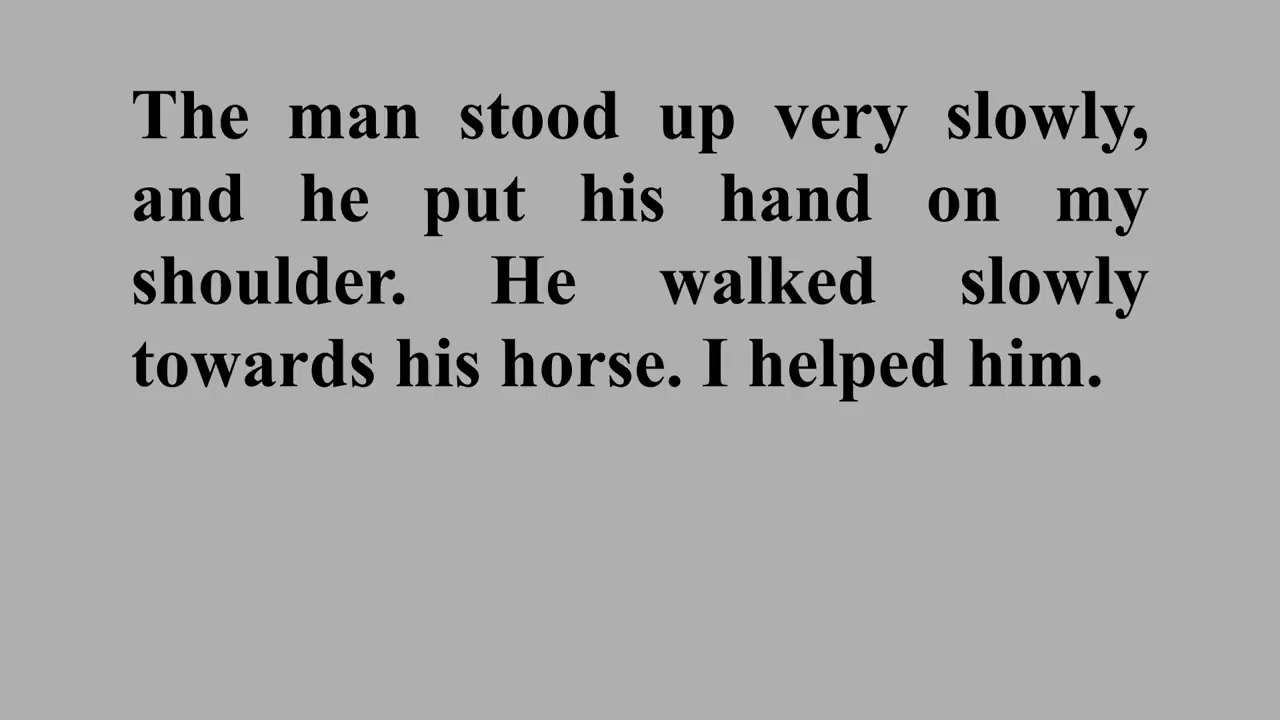 The man stood up very slowly,
and he put his hand on my
shoulder. He walked slowly
towards his horse. I helped him.